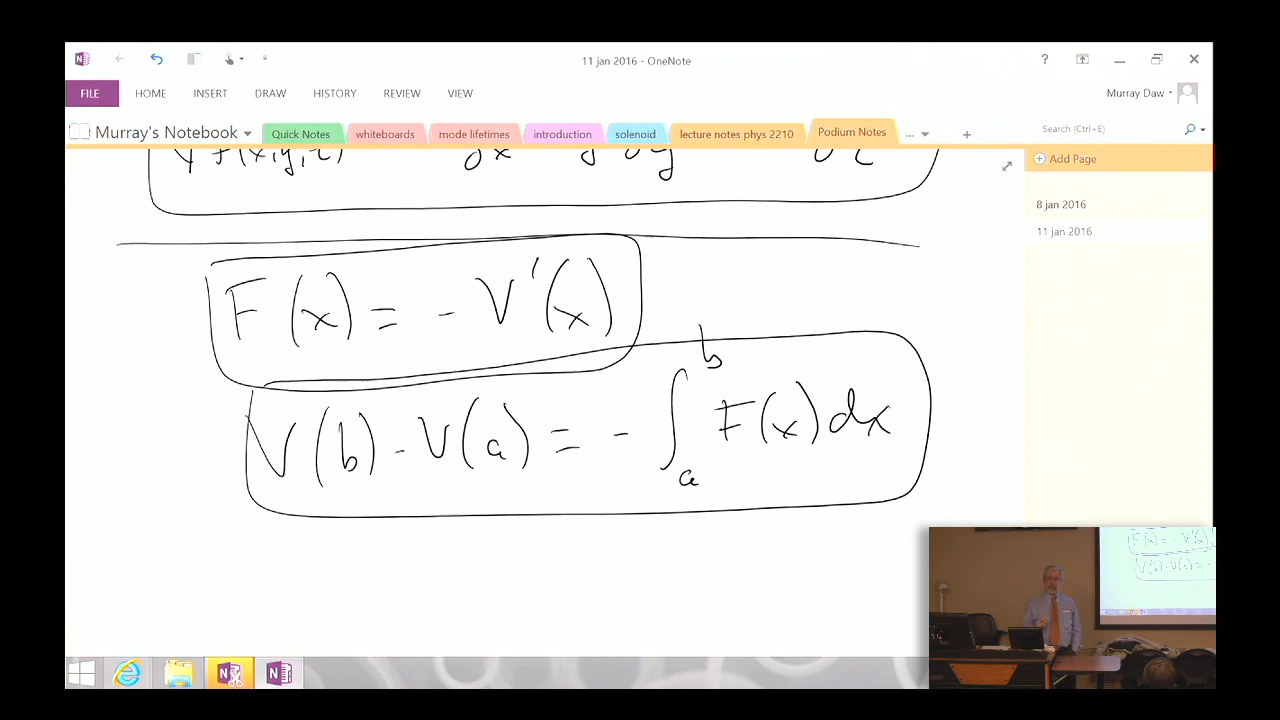 11 jan 2016 - OneNote
?
FILE HOME INSERT DRAW HISTORY REVIEW VIEW
Murray Daw
Murray's Notebook
Quick Notes
whiteboards
mode lifetimes
introduction
solenoid
lecture notes phys 2210
Podium Notes
...
+
Search (Ctrl+E)
Add Page
8 jan 2016
11 jan 2016
F(x) = - V'(x)
V(b) - V(a) = - ∫_a^b F(x) dx
F(x) = - V'(x)
V(b) - V(a) = -